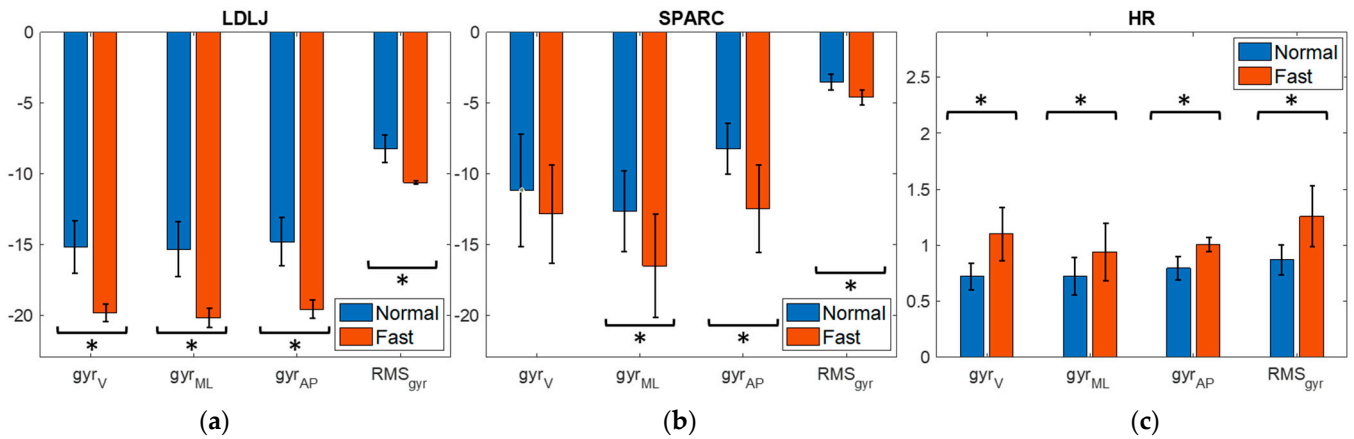 LDLJ
0
-5
-10
-15
-20
*
*
*
*
Normal
Fast
gyrV
gyrML
gyrAP
RMSgyr
(a)
SPARC
0
-5
-10
-15
-20
*
*
*
Normal
Fast
gyrV
gyrML
gyrAP
RMSgyr
(b)
HR
2.5
2
1.5
1
0.5
0
Normal
Fast
*
*
*
*
gyrV
gyrML
gyrAP
RMSgyr
(c)